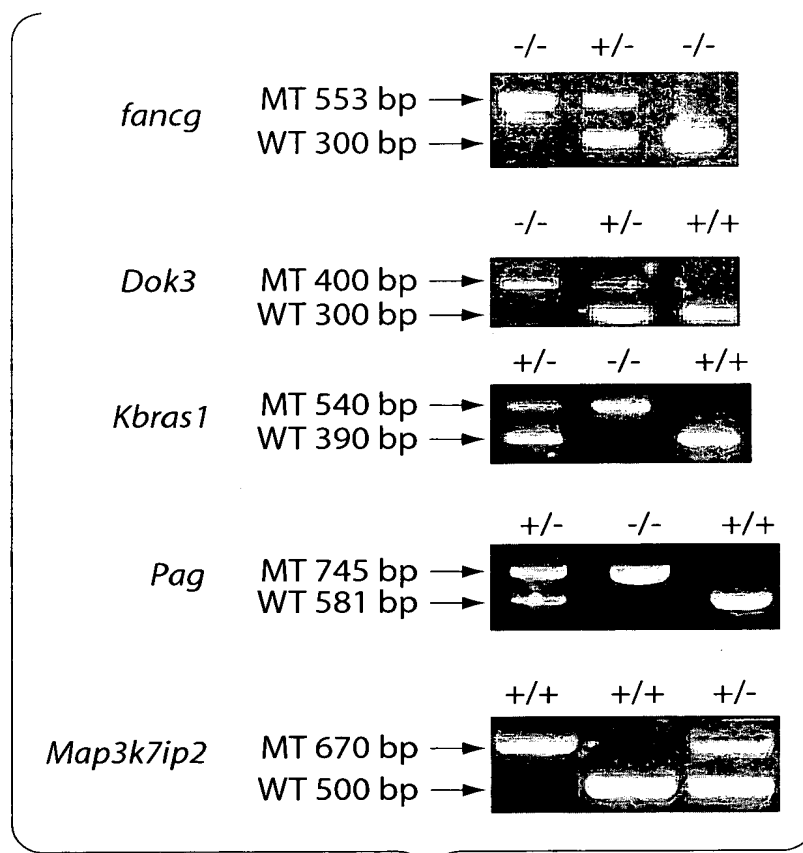 -/- +/- -/-
fancg MT 553 bp
WT 300 bp
-/- +/- +/+
Dok3 MT 400 bp
WT 300 bp
+/- -/- +/+
Kbras1 MT 540 bp
WT 390 bp
+/- -/- +/+
Pag MT 745 bp
WT 581 bp
+/+ +/+ +/-
Map3k7ip2 MT 670 bp
WT 500 bp